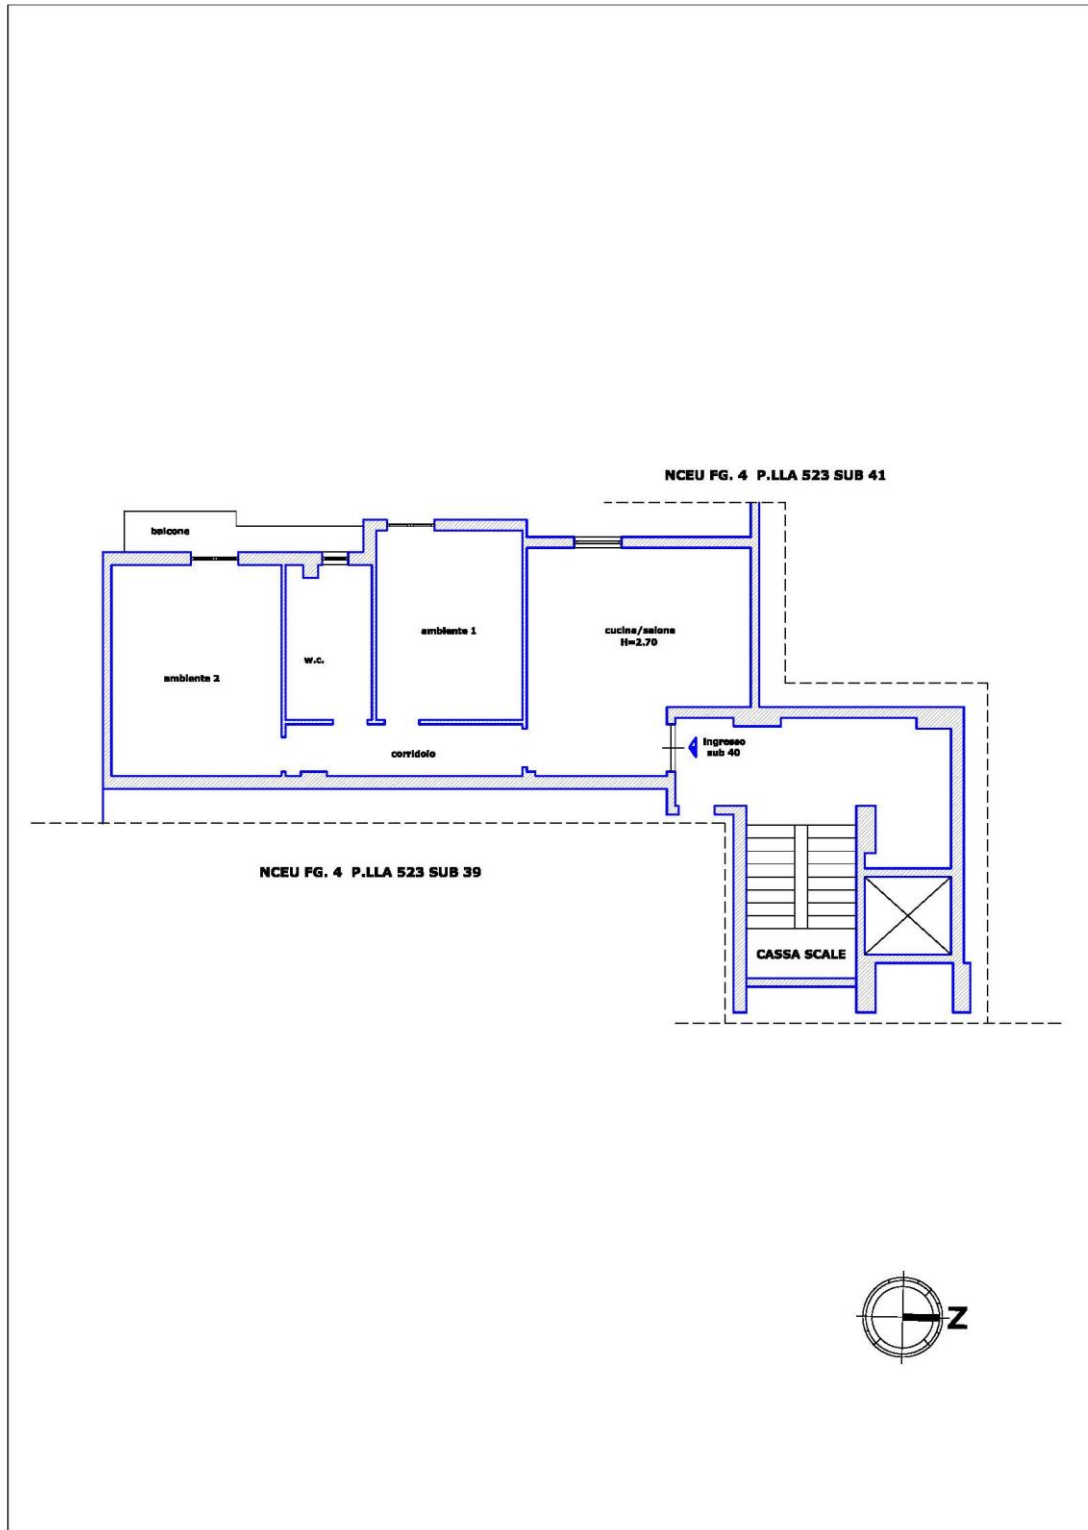 NCEU FG. 4 P.LLA 523 SUB 41
balcone
ambiente 1
cucina/salone
H=2.70
w.c.
ambiente 2
corridoio
ingresso
sub 40
NCEU FG. 4 P.LLA 523 SUB 39
CASSA SCALE
N